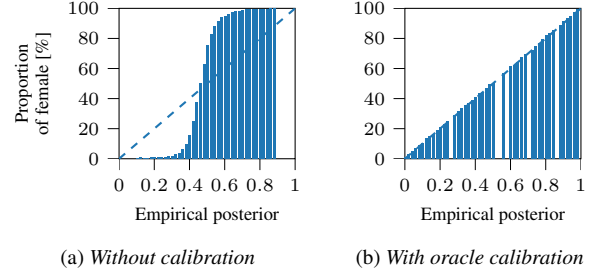 Proportion
of female [%]
100
80
60
40
20
0
0 0.2 0.4 0.6 0.8 1
Empirical posterior
(a) Without calibration
100
80
60
40
20
0
0 0.2 0.4 0.6 0.8 1
Empirical posterior
(b) With oracle calibration